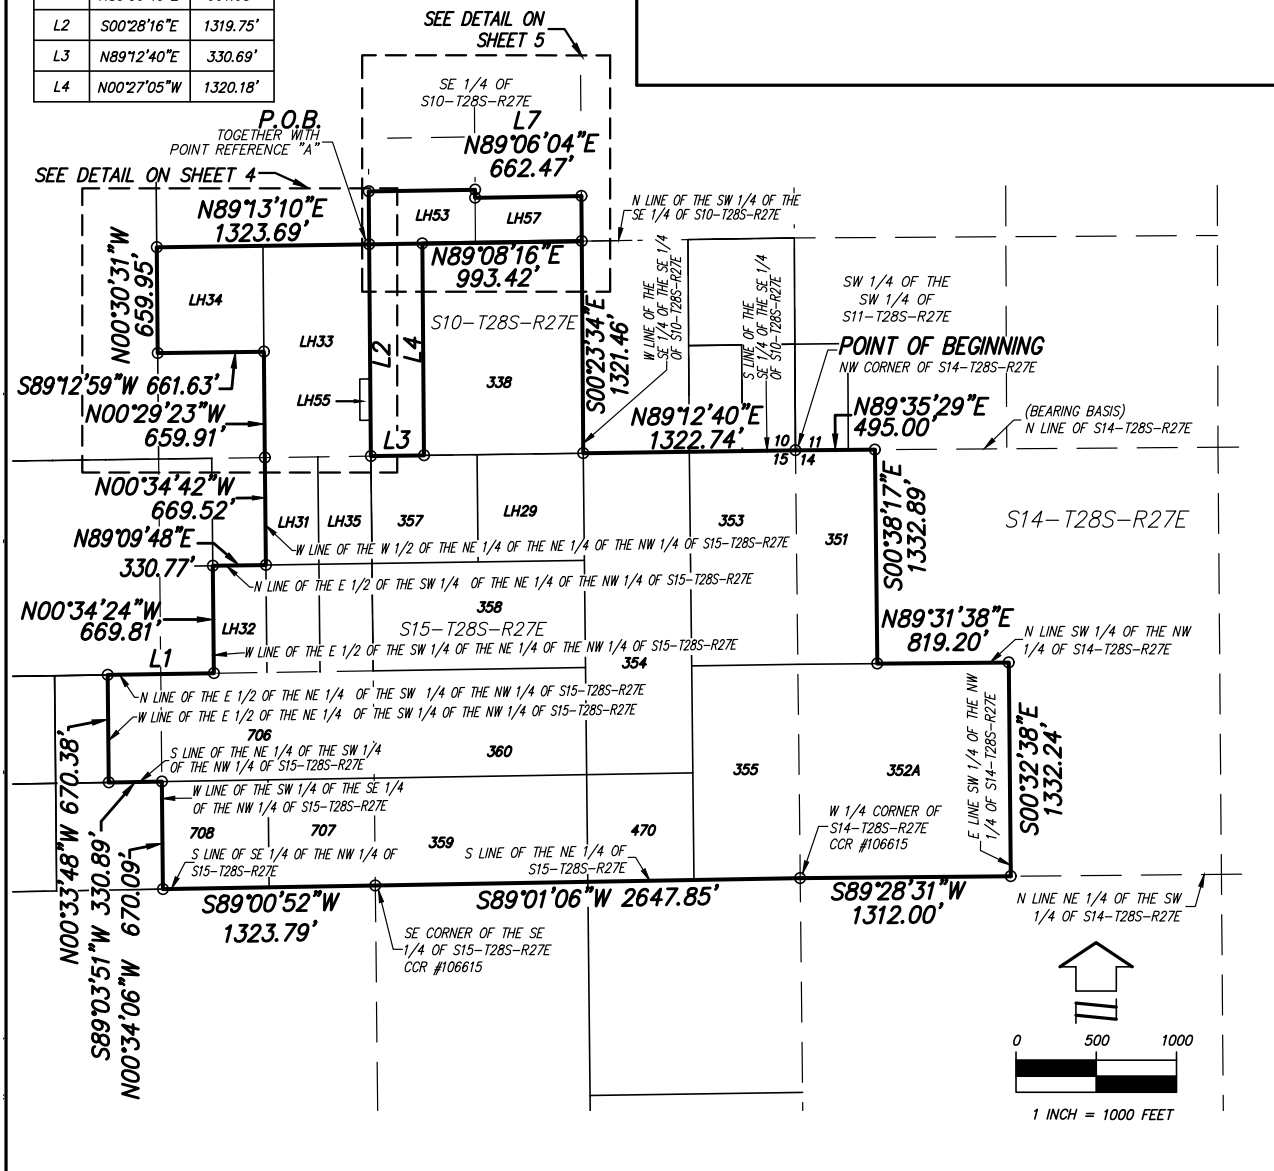 L2 S00°28'16"E 1319.75'
L3 N89°12'40"E 330.69'
L4 N00°27'05"W 1320.18'
SEE DETAIL ON
SHEET 5
SE 1/4 OF
S10-T28S-R27E
P.O.B.
TOGETHER WITH
POINT REFERENCE "A"
L7
N89°06'04"E
662.47'
SEE DETAIL ON SHEET 4
N89°13'10"E
1323.69'
LH53
LH57
N LINE OF THE SW 1/4 OF THE
SE 1/4 OF S10-T28S-R27E
N00°30'31"W
659.95'
LH34
N89°08'16"E
993.42'
W LINE OF THE
SE 1/4 OF THE SE 1/4
OF S10-T28S-R27E
S LINE OF THE
SE 1/4 OF THE SE 1/4
OF S10-T28S-R27E
SW 1/4 OF THE
SW 1/4 OF
S11-T28S-R27E
LH33
L2
L4
S10-T28S-R27E
S00°23'34"E
1321.46'
POINT OF BEGINNING
NW CORNER OF S14-T28S-R27E
S89°12'59"W 661.63'
LH55
338
N00°29'23"W
659.91'
N89°12'40"E
1322.74'
N89°35'29"E
495.00'
(BEARING BASIS)
N LINE OF S14-T28S-R27E
L3
10 11
15 14
N00°34'42"W
669.52'
LH31
LH35
357
LH29
353
351
S00°38'17"E
1332.89'
S14-T28S-R27E
N89°09'48"E
330.77'
W LINE OF THE W 1/2 OF THE NE 1/4 OF THE NE 1/4 OF THE NW 1/4 OF S15-T28S-R27E
N LINE OF THE E 1/2 OF THE SW 1/4 OF THE NE 1/4 OF THE NW 1/4 OF S15-T28S-R27E
N00°34'24"W
669.81'
LH32
358
S15-T28S-R27E
N89°31'38"E
819.20'
N LINE SW 1/4 OF THE NW
1/4 OF S14-T28S-R27E
W LINE OF THE E 1/2 OF THE SW 1/4 OF THE NE 1/4 OF THE NW 1/4 OF S15-T28S-R27E
L1
354
N LINE OF THE E 1/2 OF THE NE 1/4 OF THE SW 1/4 OF THE NW 1/4 OF S15-T28S-R27E
W LINE OF THE E 1/2 OF THE NE 1/4 OF THE SW 1/4 OF THE NW 1/4 OF S15-T28S-R27E
706
S LINE OF THE NE 1/4 OF THE SW 1/4
OF THE NW 1/4 OF S15-T28S-R27E
360
355
352A
E LINE SW 1/4 OF THE NW
1/4 OF S14-T28S-R27E
S00°32'38"E
1332.24'
N00°33'48"W 670.38'
W LINE OF THE SW 1/4 OF THE SE 1/4
OF THE NW 1/4 OF S15-T28S-R27E
W 1/4 CORNER OF
S14-T28S-R27E
CCR #106615
708
707
359
470
S LINE OF SE 1/4 OF THE NW 1/4 OF
S15-T28S-R27E
S LINE OF THE NE 1/4 OF
S15-T28S-R27E
S89°03'51"W 330.89'
N00°34'06"W 670.09'
S89°00'52"W
1323.79'
S89°01'06"W 2647.85'
S89°28'31"W
1312.00'
N LINE NE 1/4 OF THE SW
1/4 OF S14-T28S-R27E
SE CORNER OF THE SE
1/4 OF S15-T28S-R27E
CCR #106615
N
0 500 1000
1 INCH = 1000 FEET